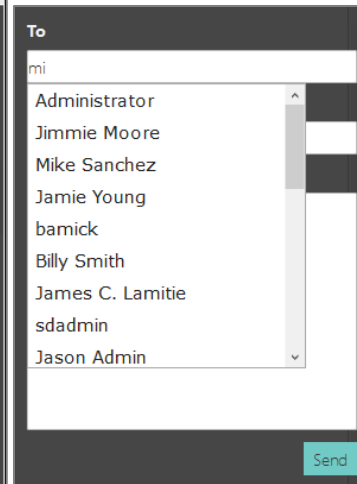 To
mi
Administrator
Jimmie Moore
Mike Sanchez
Jamie Young
bamick
Billy Smith
James C. Lamitie
sdadmin
Jason Admin
Send